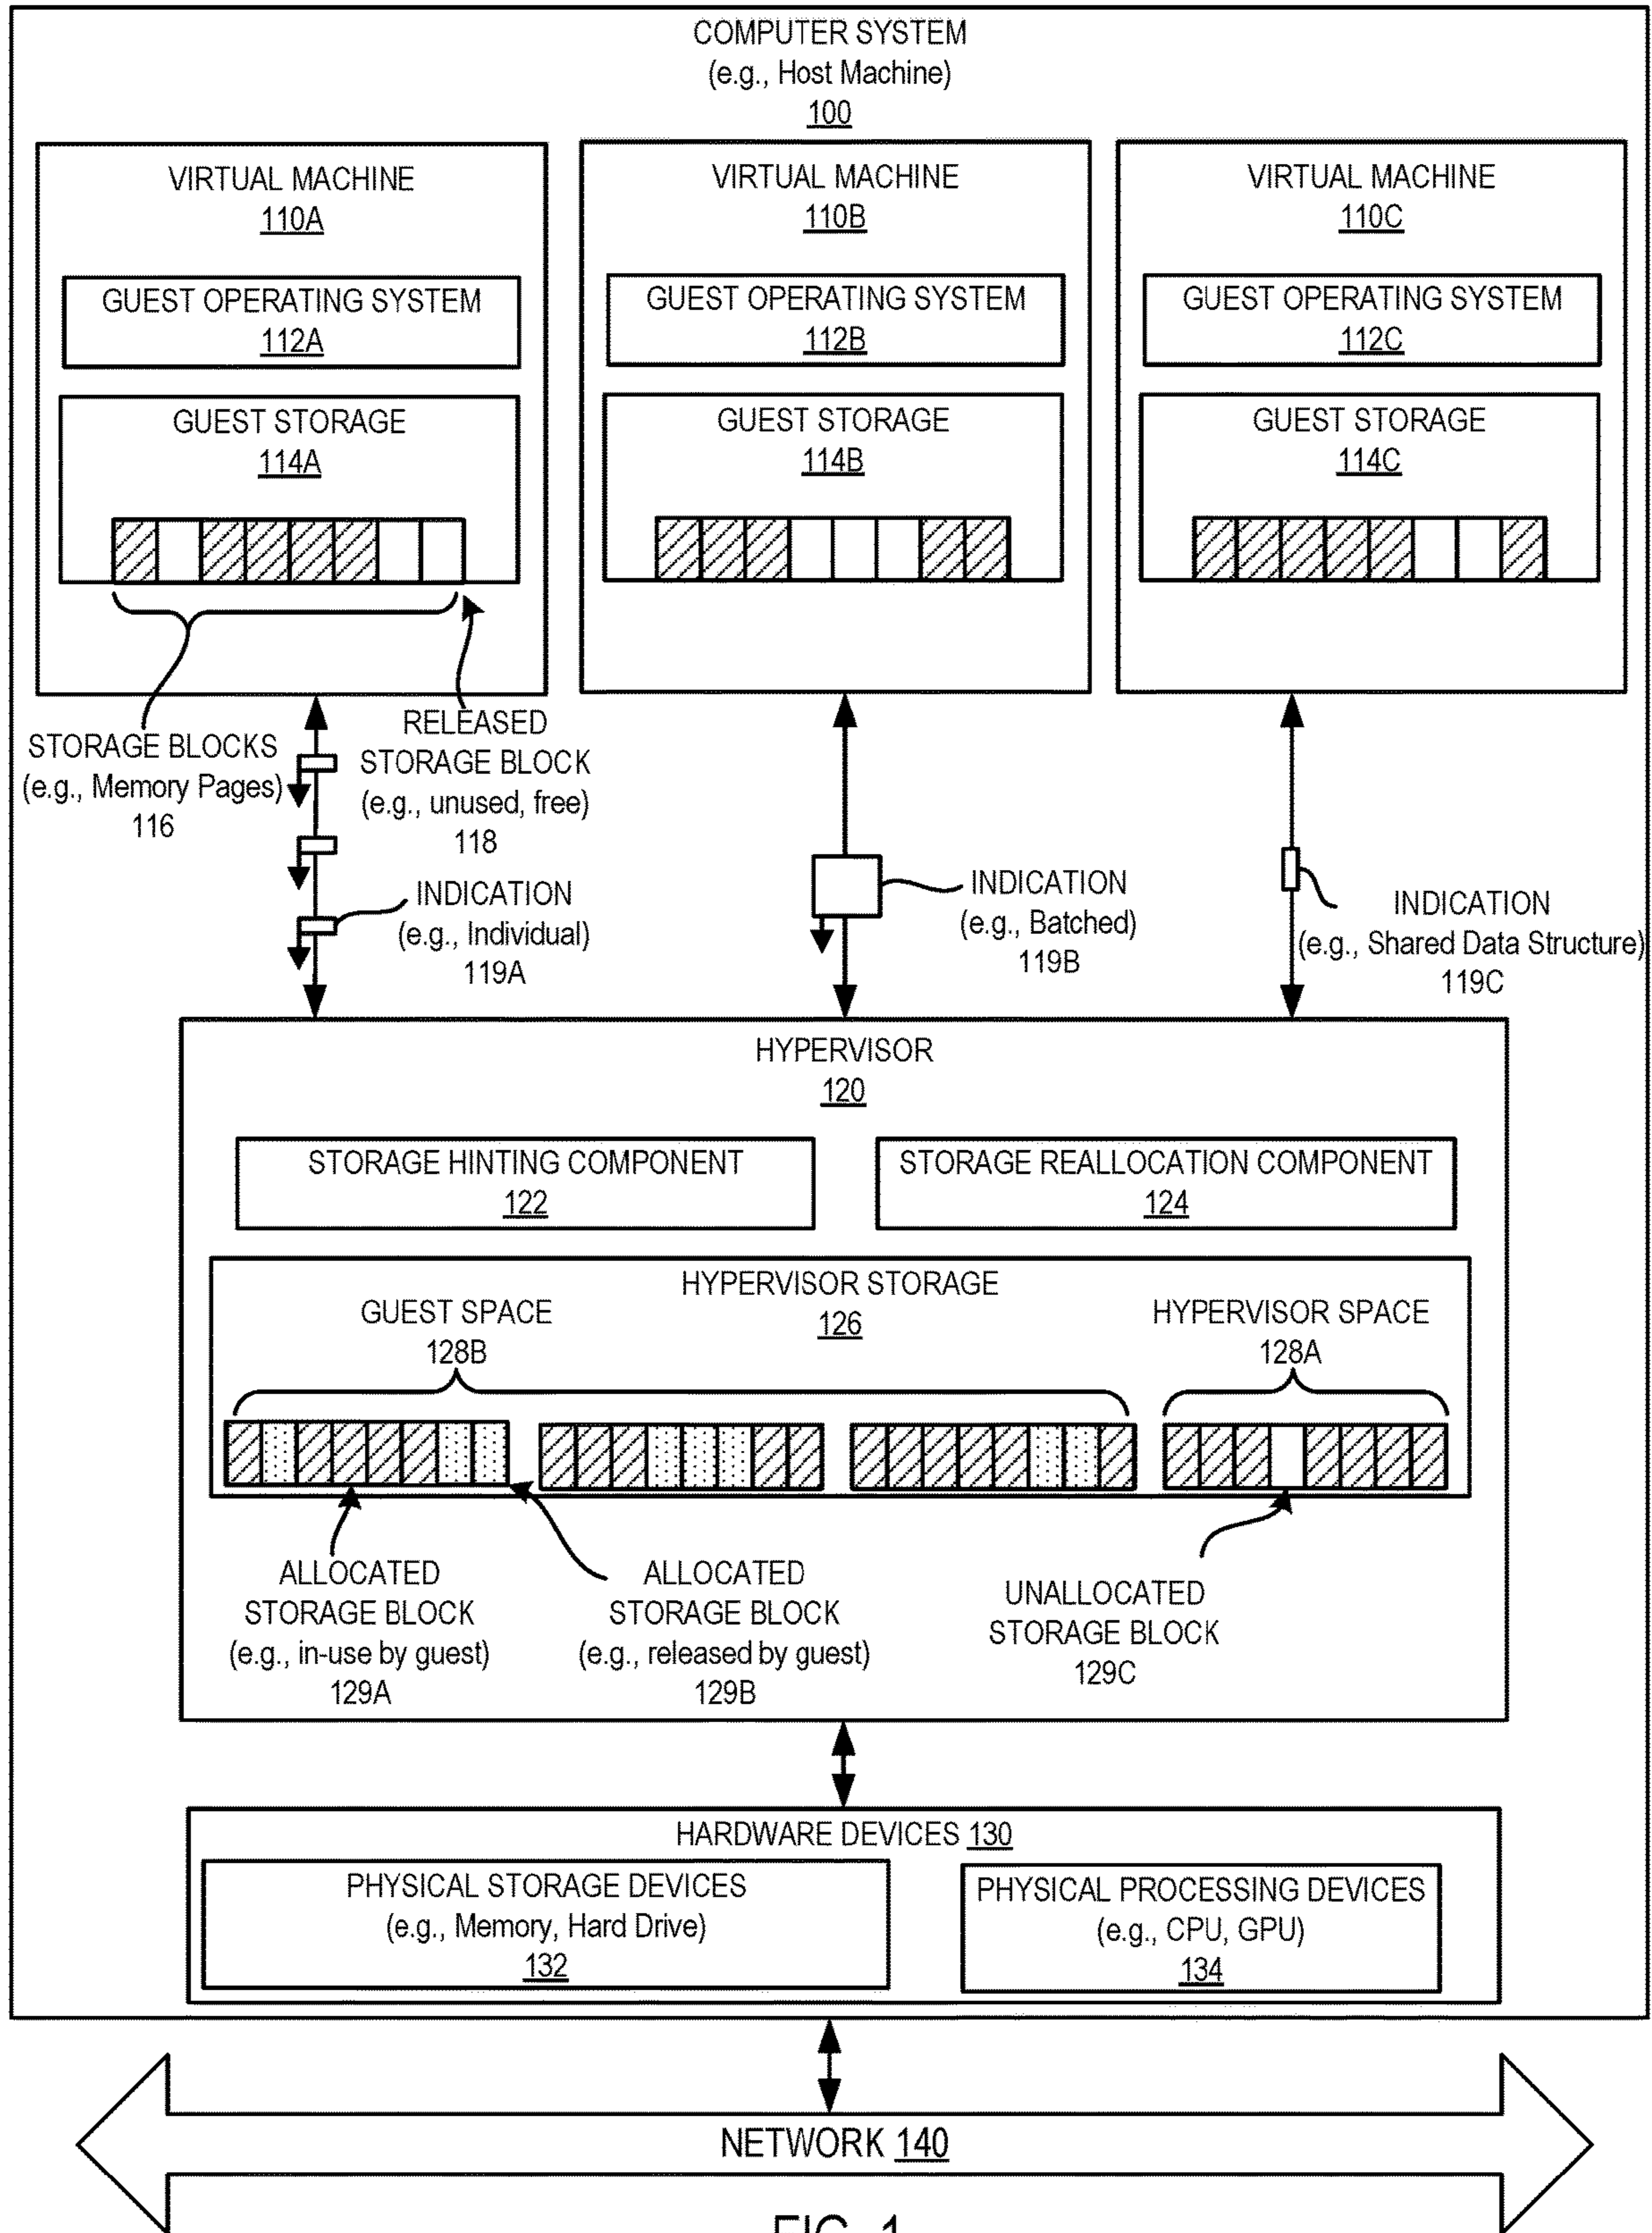 COMPUTER SYSTEM
(e.g., Host Machine)
100
VIRTUAL MACHINE
110A
GUEST OPERATING SYSTEM
112A
GUEST STORAGE
114A
VIRTUAL MACHINE
110B
GUEST OPERATING SYSTEM
112B
GUEST STORAGE
114B
VIRTUAL MACHINE
110C
GUEST OPERATING SYSTEM
112C
GUEST STORAGE
114C
STORAGE BLOCKS
(e.g., Memory Pages)
116
RELEASED
STORAGE BLOCK
(e.g., unused, free)
118
INDICATION
(e.g., Individual)
119A
INDICATION
(e.g., Batched)
119B
INDICATION
(e.g., Shared Data Structure)
119C
HYPERVISOR
120
STORAGE HINTING COMPONENT
122
STORAGE REALLOCATION COMPONENT
124
HYPERVISOR STORAGE
126
GUEST SPACE
128B
HYPERVISOR SPACE
128A
ALLOCATED
STORAGE BLOCK
(e.g., in-use by guest)
129A
ALLOCATED
STORAGE BLOCK
(e.g., released by guest)
129B
UNALLOCATED
STORAGE BLOCK
129C
HARDWARE DEVICES 130
PHYSICAL STORAGE DEVICES
(e.g., Memory, Hard Drive)
132
PHYSICAL PROCESSING DEVICES
(e.g., CPU, GPU)
134
NETWORK 140
FIG. 1